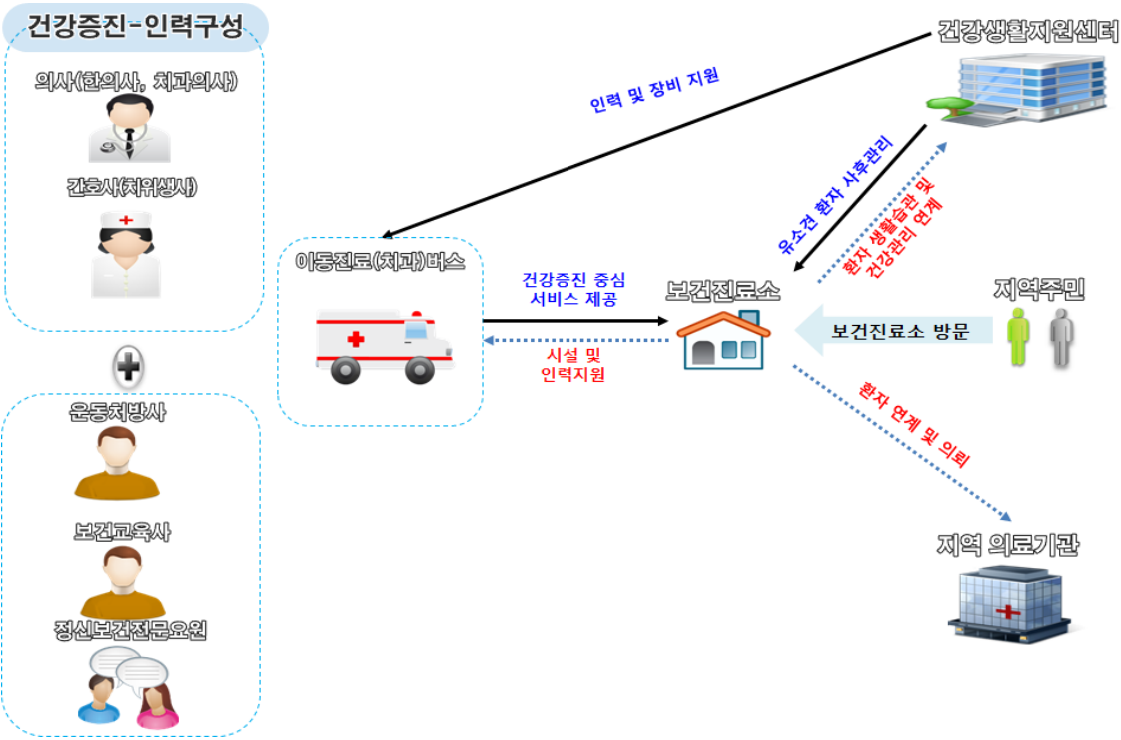 건강증진-인력구성
의사(한의사, 치과의사)
간호사(치위생사)
운동처방사
보건교육사
정신보건전문요원
건강생활지원센터
인력 및 장비 지원
유소견 환자 사후관리
환자 생활습관 및
건강관리 연계
이동진료(치과)버스
건강증진 중심
서비스 제공
시설 및
인력지원
보건진료소
지역주민
보건진료소 방문
환자 연계 및 의뢰
지역 의료기관